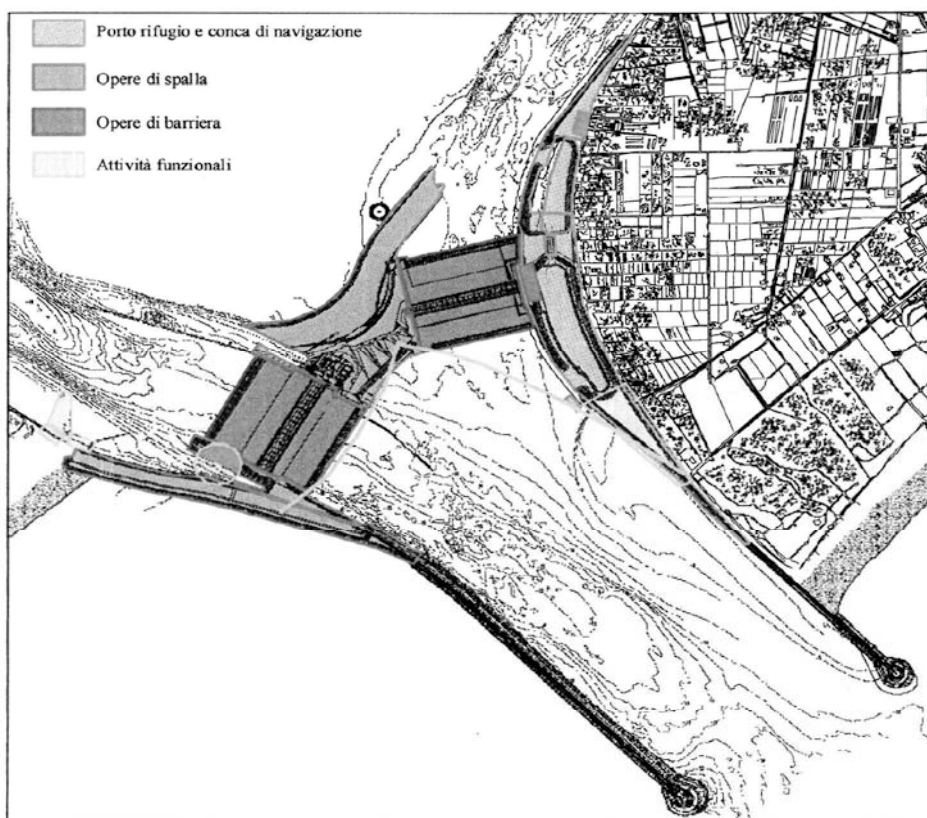 Porto rifugio e conca di navigazione
Opere di spalla
Opere di barriera
Attività funzionali